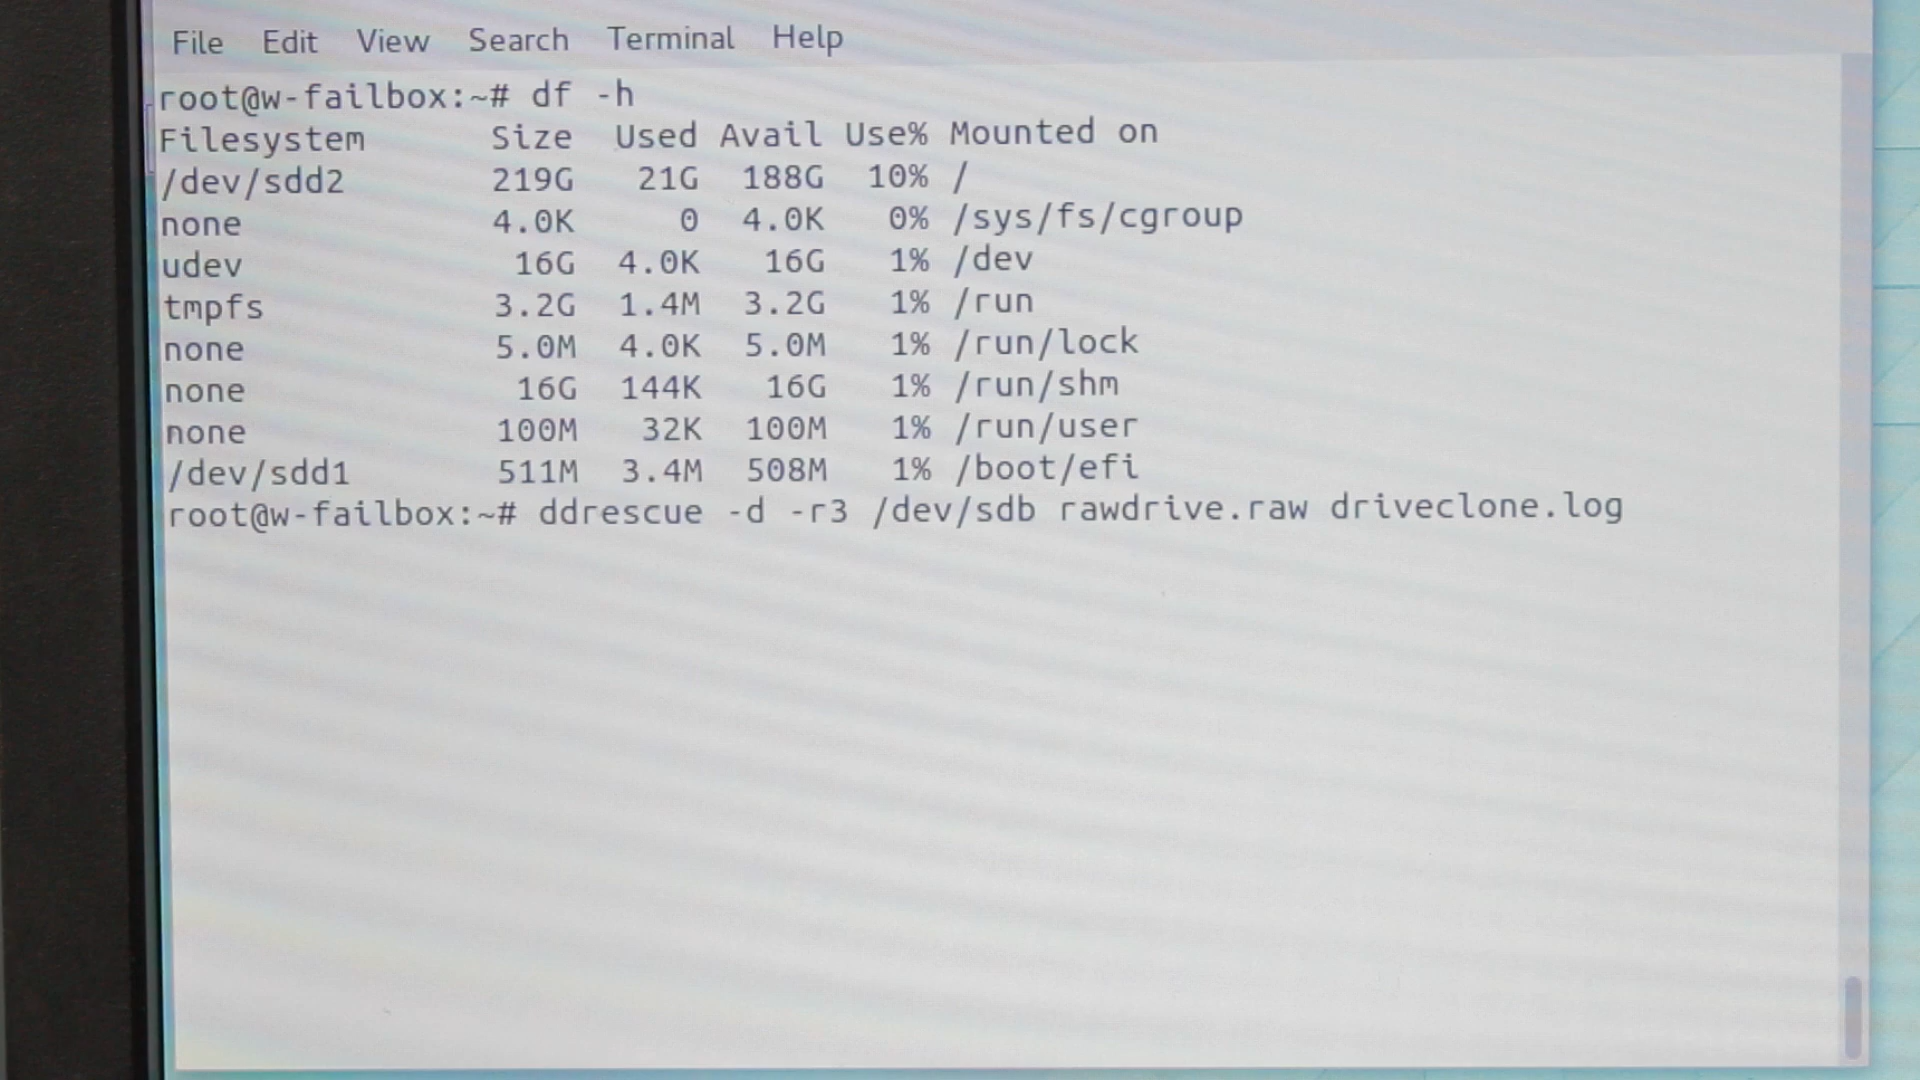 File Edit View Search Terminal Help
root@w-failbox:~# df -h
Filesystem Size Used Avail Use% Mounted on
/dev/sdd2 219G 21G 188G 10% /
none 4.0K 0 4.0K 0% /sys/fs/cgroup
udev 16G 4.0K 16G 1% /dev
tmpfs 3.2G 1.4M 3.2G 1% /run
none 5.0M 4.0K 5.0M 1% /run/lock
none 16G 144K 16G 1% /run/shm
none 100M 32K 100M 1% /run/user
/dev/sdd1 511M 3.4M 508M 1% /boot/efi
root@w-failbox:~# ddrescue -d -r3 /dev/sdb rawdrive.raw driveclone.log